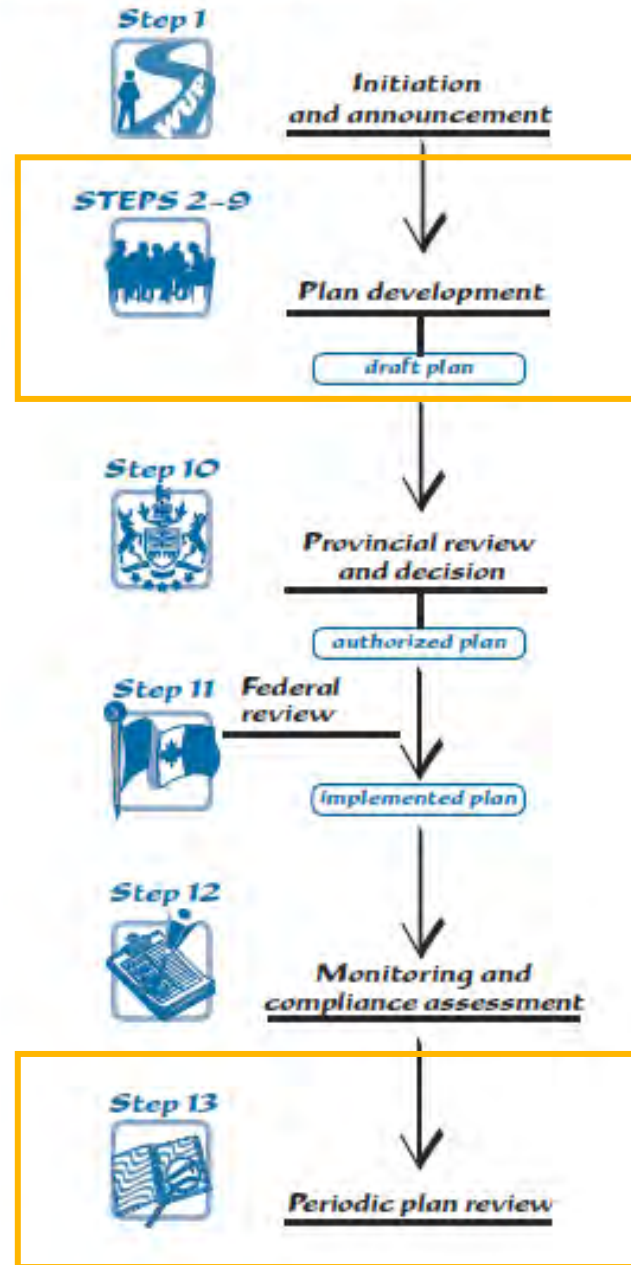 Step 1
WUP
Initiation
and announcement
STEPS 2-9
Plan development
draft plan
Step 10
Provincial review
and decision
authorized plan
Step 11
Federal
review
implemented plan
Step 12
Monitoring and
compliance assessment
Step 13
Periodic plan review